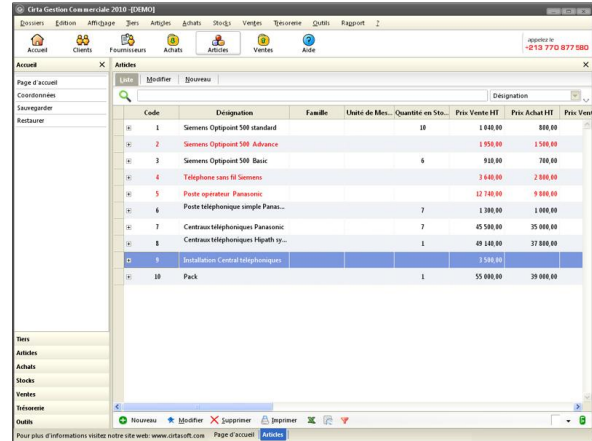 Cirta Gestion Commerciale 2010 -[DEMO]
Dossiers Edition Affichage Tiers Articles Achats Stocks Ventes Trésorerie Outils Rapport ?
Accueil Clients Fournisseurs Achats Articles Ventes Aide
appelez le
+213 770 877 580
Accueil
Articles
Page d'accueil
Coordonnées
Sauvegarder
Restaurer
Liste Modifier Nouveau
Désignation
Code Désignation Famille Unité de Mes... Quantité en Sto... Prix Vente HT Prix Achat HT Prix Vent
1 Siemens Optipoint 500 standard 10 1 040,00 800,00
2 Siemens Optipoint 500 Advance 1 950,00 1 500,00
3 Siemens Optipoint 500 Basic 6 910,00 700,00
4 Téléphone sans fil Siemens 3 640,00 2 800,00
5 Poste opérateur Panasonic 12 740,00 9 800,00
6 Poste téléphonique simple Panas... 7 1 300,00 1 000,00
7 Centraux téléphoniques Panasonic 7 45 500,00 35 000,00
8 Centraux téléphoniques Hipath sy... 1 49 140,00 37 800,00
9 Installation Central téléphoniques 3 500,00
10 Pack 1 55 000,00 39 000,00
Tiers
Articles
Achats
Stocks
Ventes
Trésorerie
Outils
Nouveau Modifier Supprimer Imprimer
Pour plus d'informations visitez notre site web: www.cirtasoft.com Page d'accueil Articles